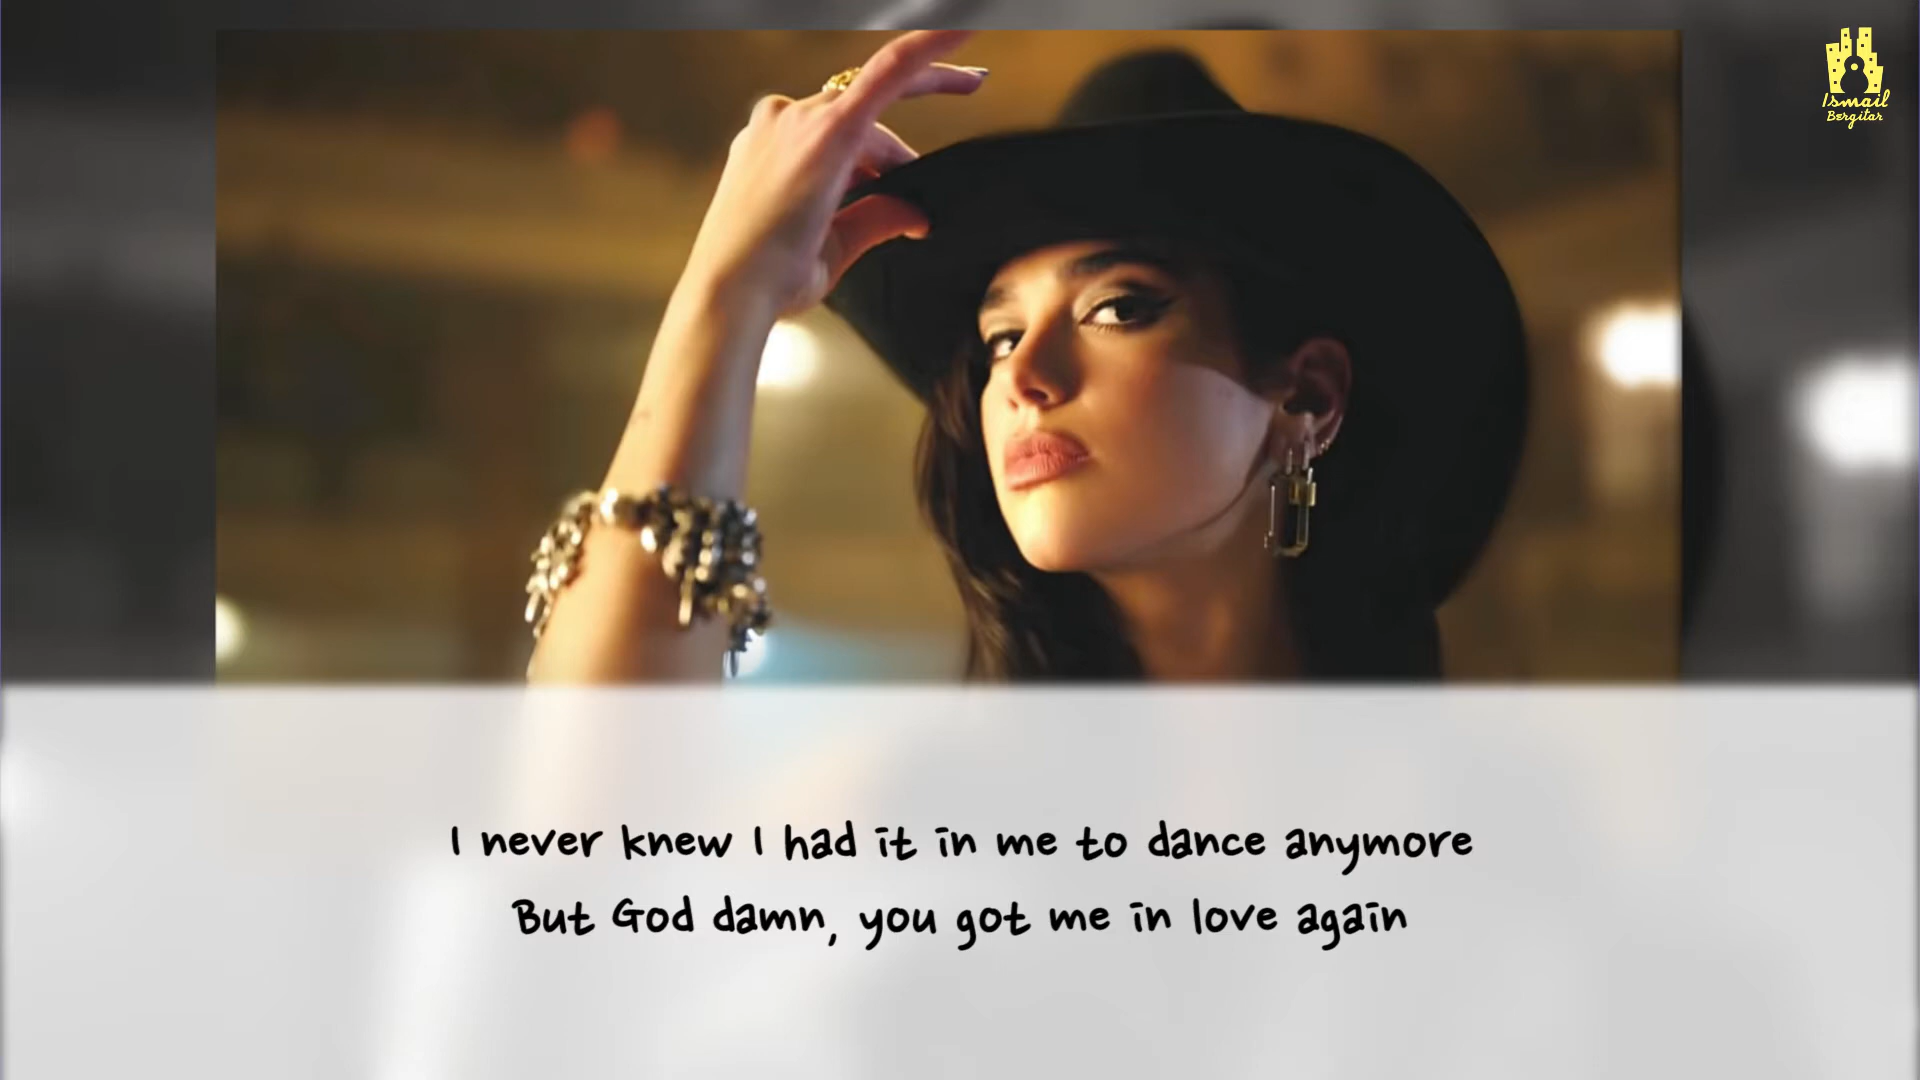 Ismail
Bergitar
I never knew I had it in me to dance anymore
But God damn, you got me in love again